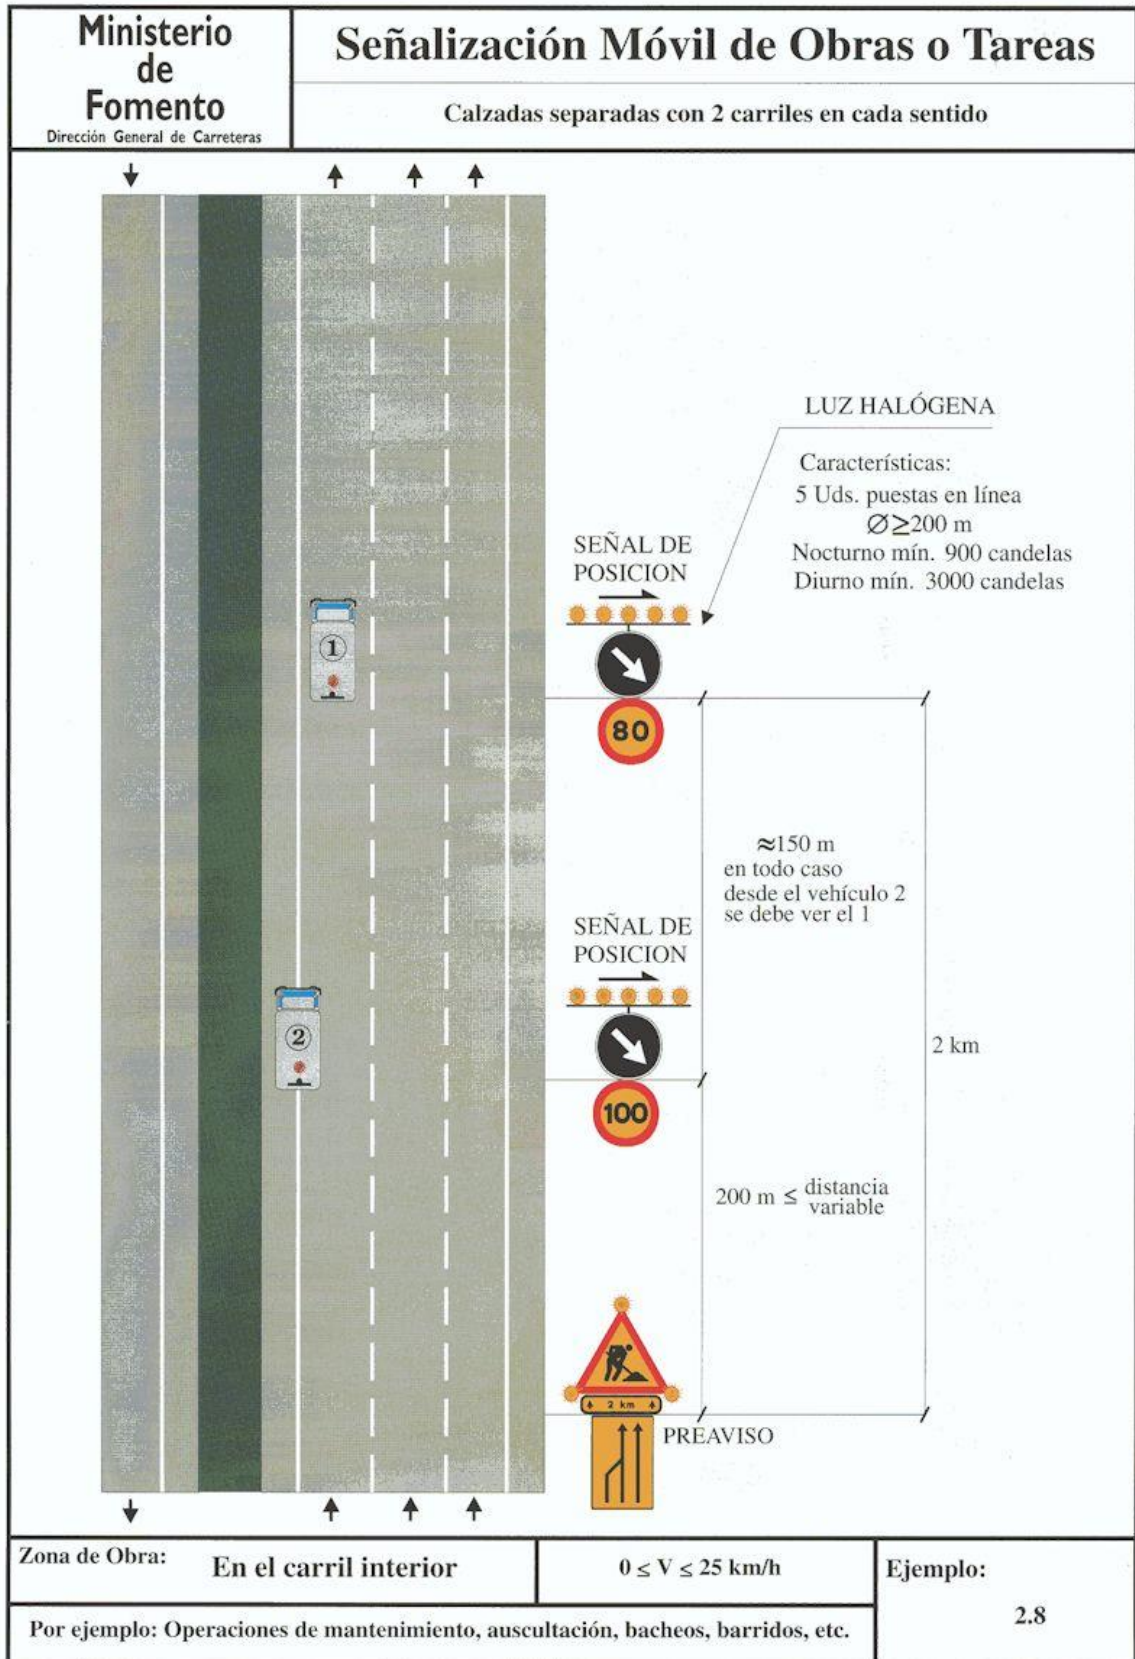 Ministerio
de
Fomento
Dirección General de Carreteras
Señalización Móvil de Obras o Tareas
Calzadas separadas con 2 carriles en cada sentido
LUZ HALÓGENA
Características:
5 Uds. puestas en línea
Ø≥200 m
Nocturno mín. 900 candelas
Diurno mín. 3000 candelas
SEÑAL DE
POSICION
1
80
≈150 m
en todo caso
desde el vehículo 2
se debe ver el 1
SEÑAL DE
POSICION
2
2 km
100
200 m ≤ distancia
variable
2 km
PREAVISO
Zona de Obra: En el carril interior
0 ≤ V ≤ 25 km/h
Ejemplo:
2.8
Por ejemplo: Operaciones de mantenimiento, auscultación, bacheos, barridos, etc.